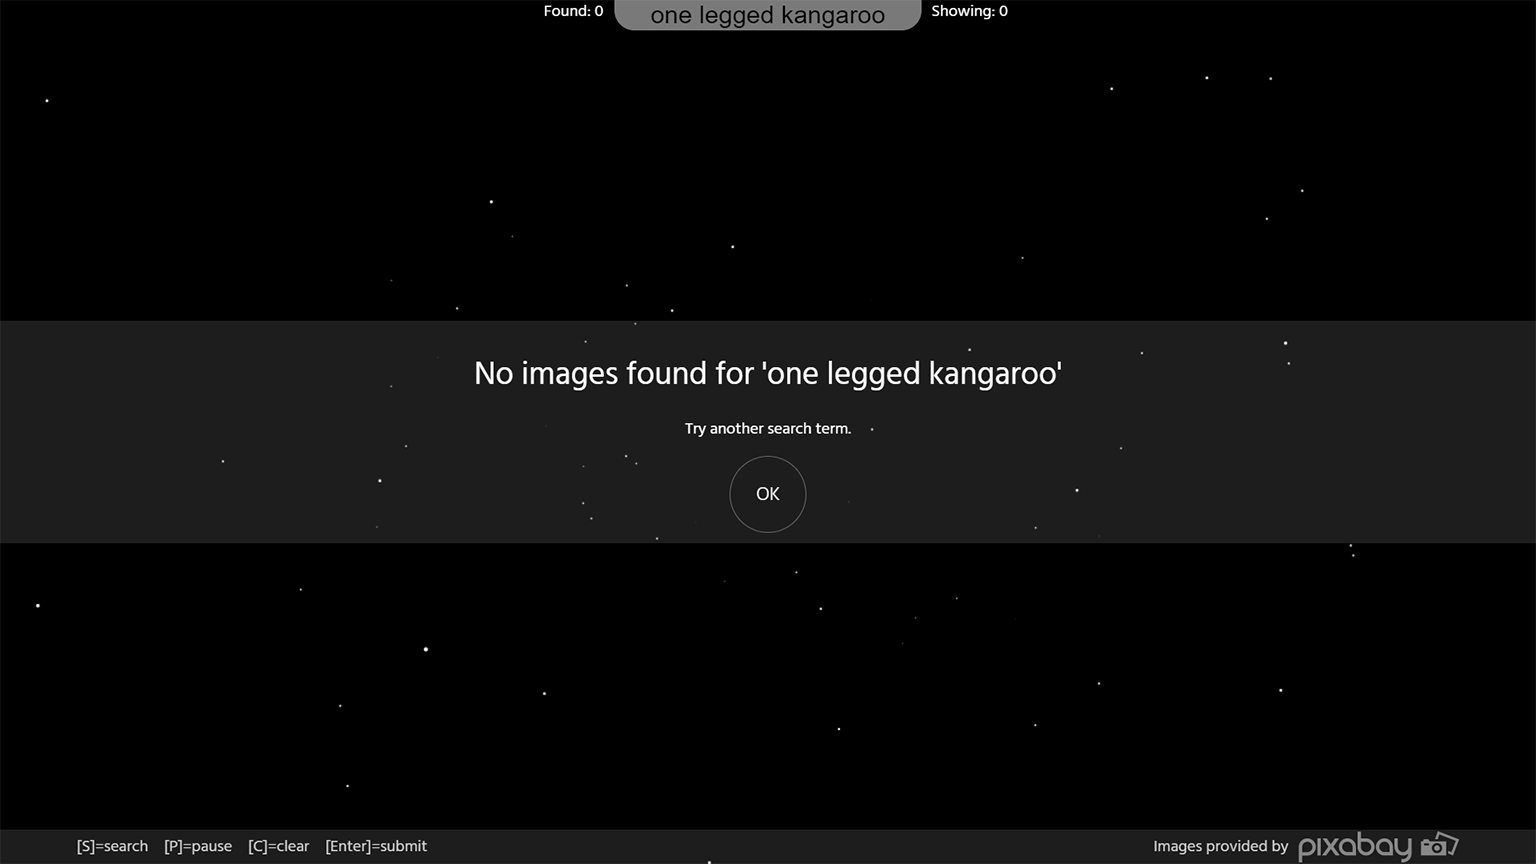 Found: 0 one legged kangaroo Showing: 0
No images found for 'one legged kangaroo'
Try another search term.
OK
[S]=search [P]=pause [C]=clear [Enter]=submit Images provided by pixabay